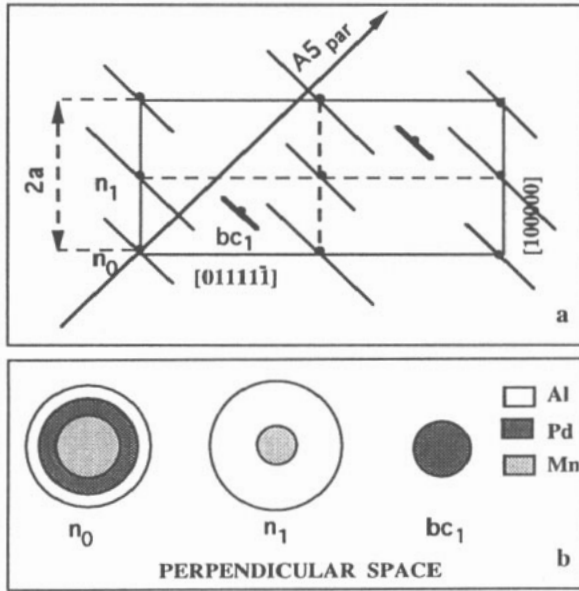 A5 par
2a
n₁
bc₁
n₀
[011111̄]
[100000]
a
Al
Pd
Mn
n₀
n₁
bc₁
PERPENDICULAR SPACE
b